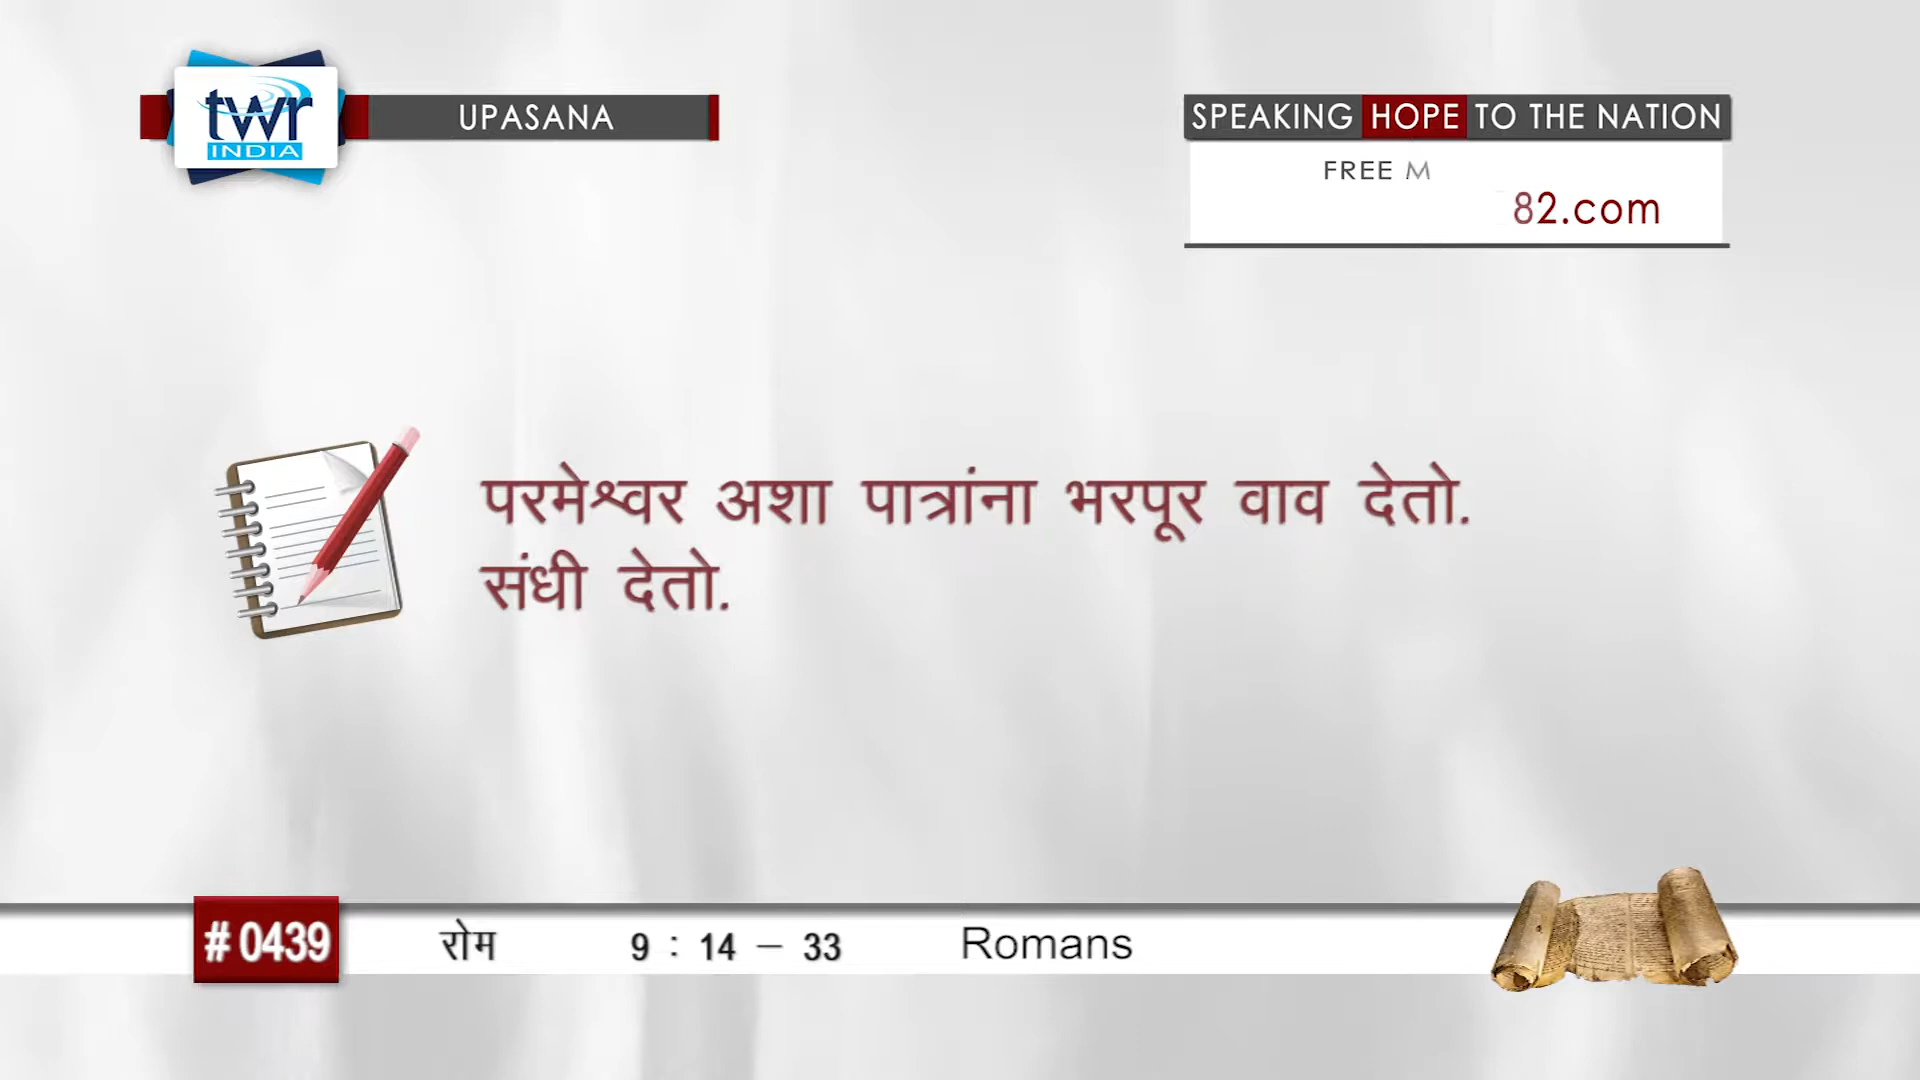 twr
INDIA
UPASANA
SPEAKING HOPE TO THE NATION
FREE M
82.com
परमेश्वर अशा पात्रांना भरपूर वाव देतो.
संधी देतो.
# 0439 रोम 9 : 14 – 33 Romans